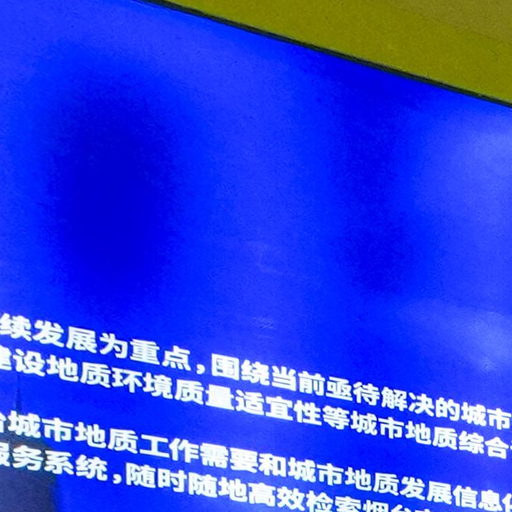 续发展为重点，围绕当前亟待解决的城市
建设地质环境质量适宜性等城市地质综合
城市地质工作需要和城市地质发展信息
服务系统，随时随地高效检索烟台